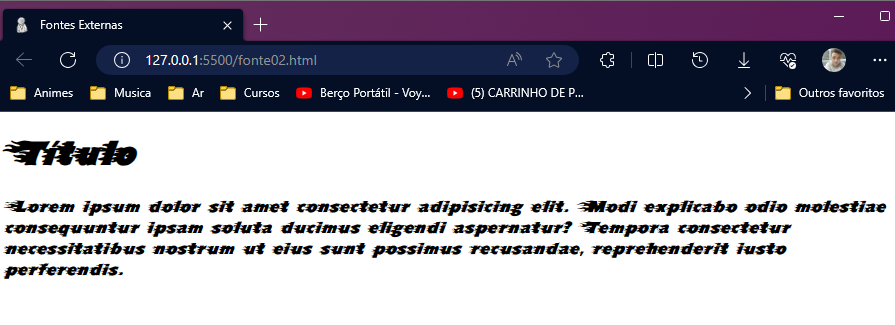 Fontes Externas
127.0.0.1:5500/fonte02.html
Animes Musica Ar Cursos Berço Portátil - Voy... (5) CARRINHO DE P... Outros favoritos
Título
Lorem ipsum dolor sit amet consectetur adipisicing elit. Modi explicabo odio molestiae
consequuntur ipsam soluta ducimus eligendi aspernatur? Tempora consectetur
necessitatibus nostrum ut eius sunt possimus recusandae, reprehenderit iusto
perferendis.